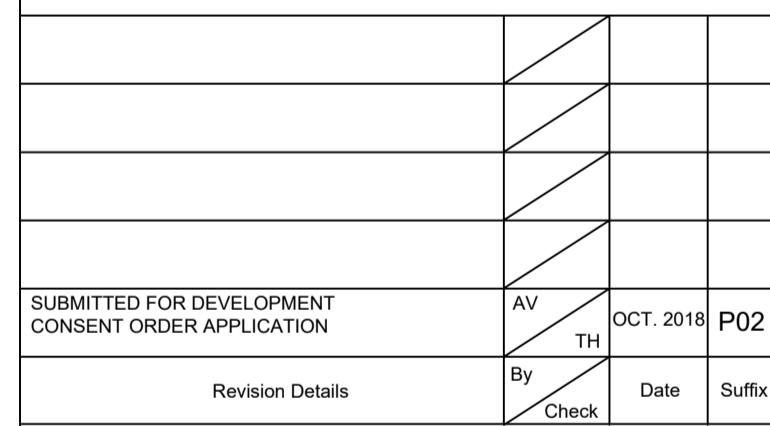 SUBMITTED FOR DEVELOPMENT
CONSENT ORDER APPLICATION
AV
TH
OCT. 2018
P02
Revision Details
By
Check
Date
Suffix